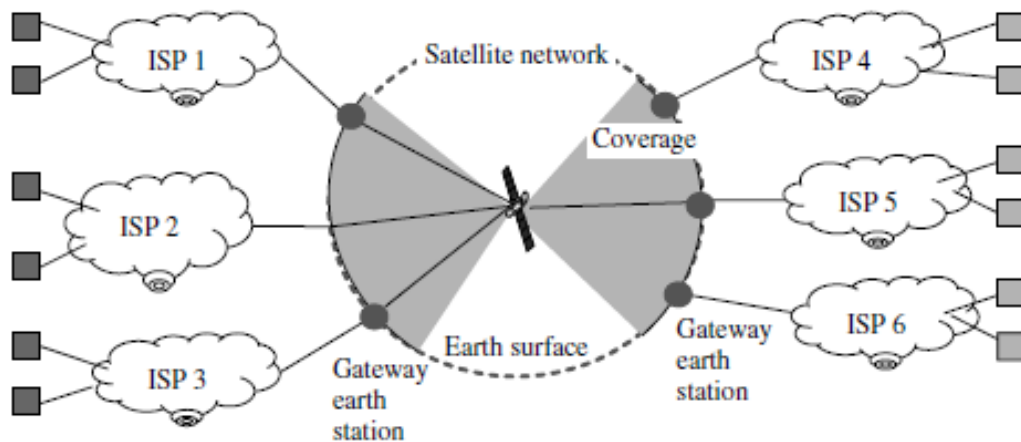 ISP 1
Satellite network
ISP 4
Coverage
ISP 2
ISP 5
ISP 3
Gateway
earth
station
Earth surface
Gateway
earth
station
ISP 6